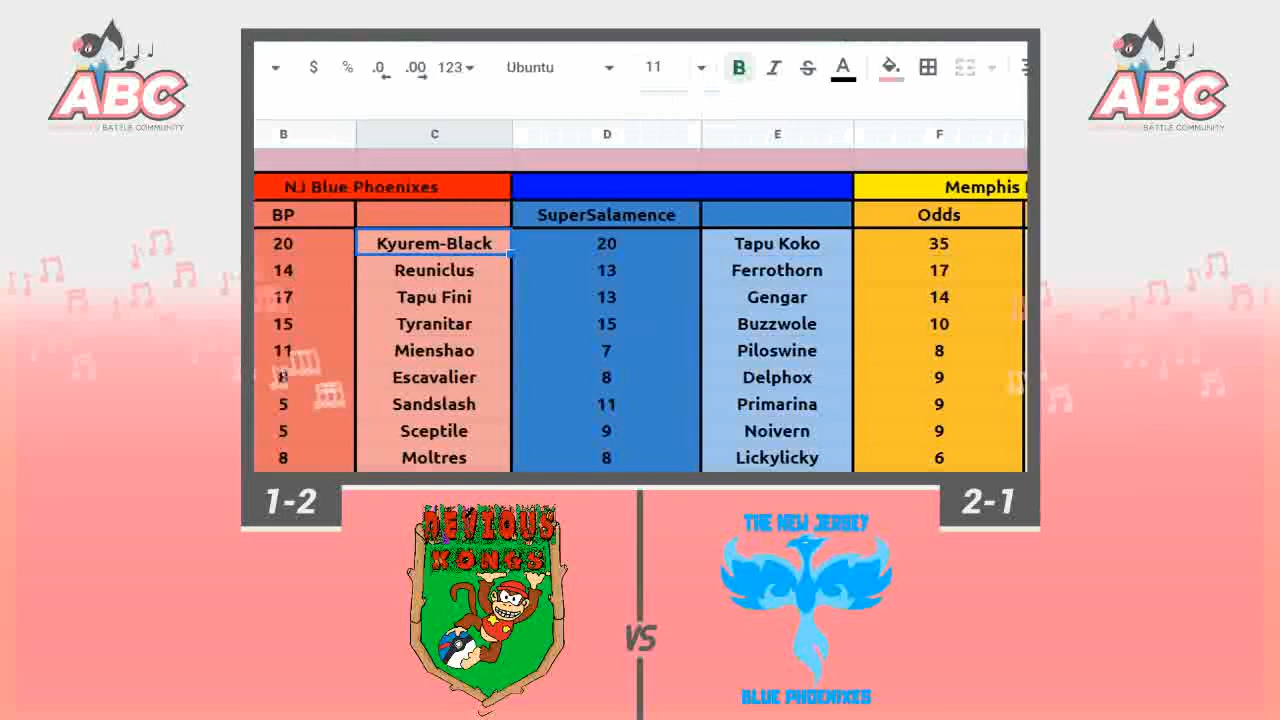 ABC
BATTLE COMMUNITY
ABC
BATTLE COMMUNITY
$ % .0 .00 123 Ubuntu 11 B I S A
B C D E F
NJ Blue Phoenixes Memphis
BP SuperSalamence Odds
20 Kyurem-Black 20 Tapu Koko 35
14 Reuniclus 13 Ferrothorn 17
17 Tapu Fini 13 Gengar 14
15 Tyranitar 15 Buzzwole 10
11 Mienshao 7 Piloswine 8
8 Escavalier 8 Delphox 9
5 Sandslash 11 Primarina 9
5 Sceptile 9 Noivern 9
8 Moltres 8 Lickylicky 6
1-2
2-1
DEVIOUS
KONGS
VS
THE NEW JERSEY
BLUE PHOENIXES